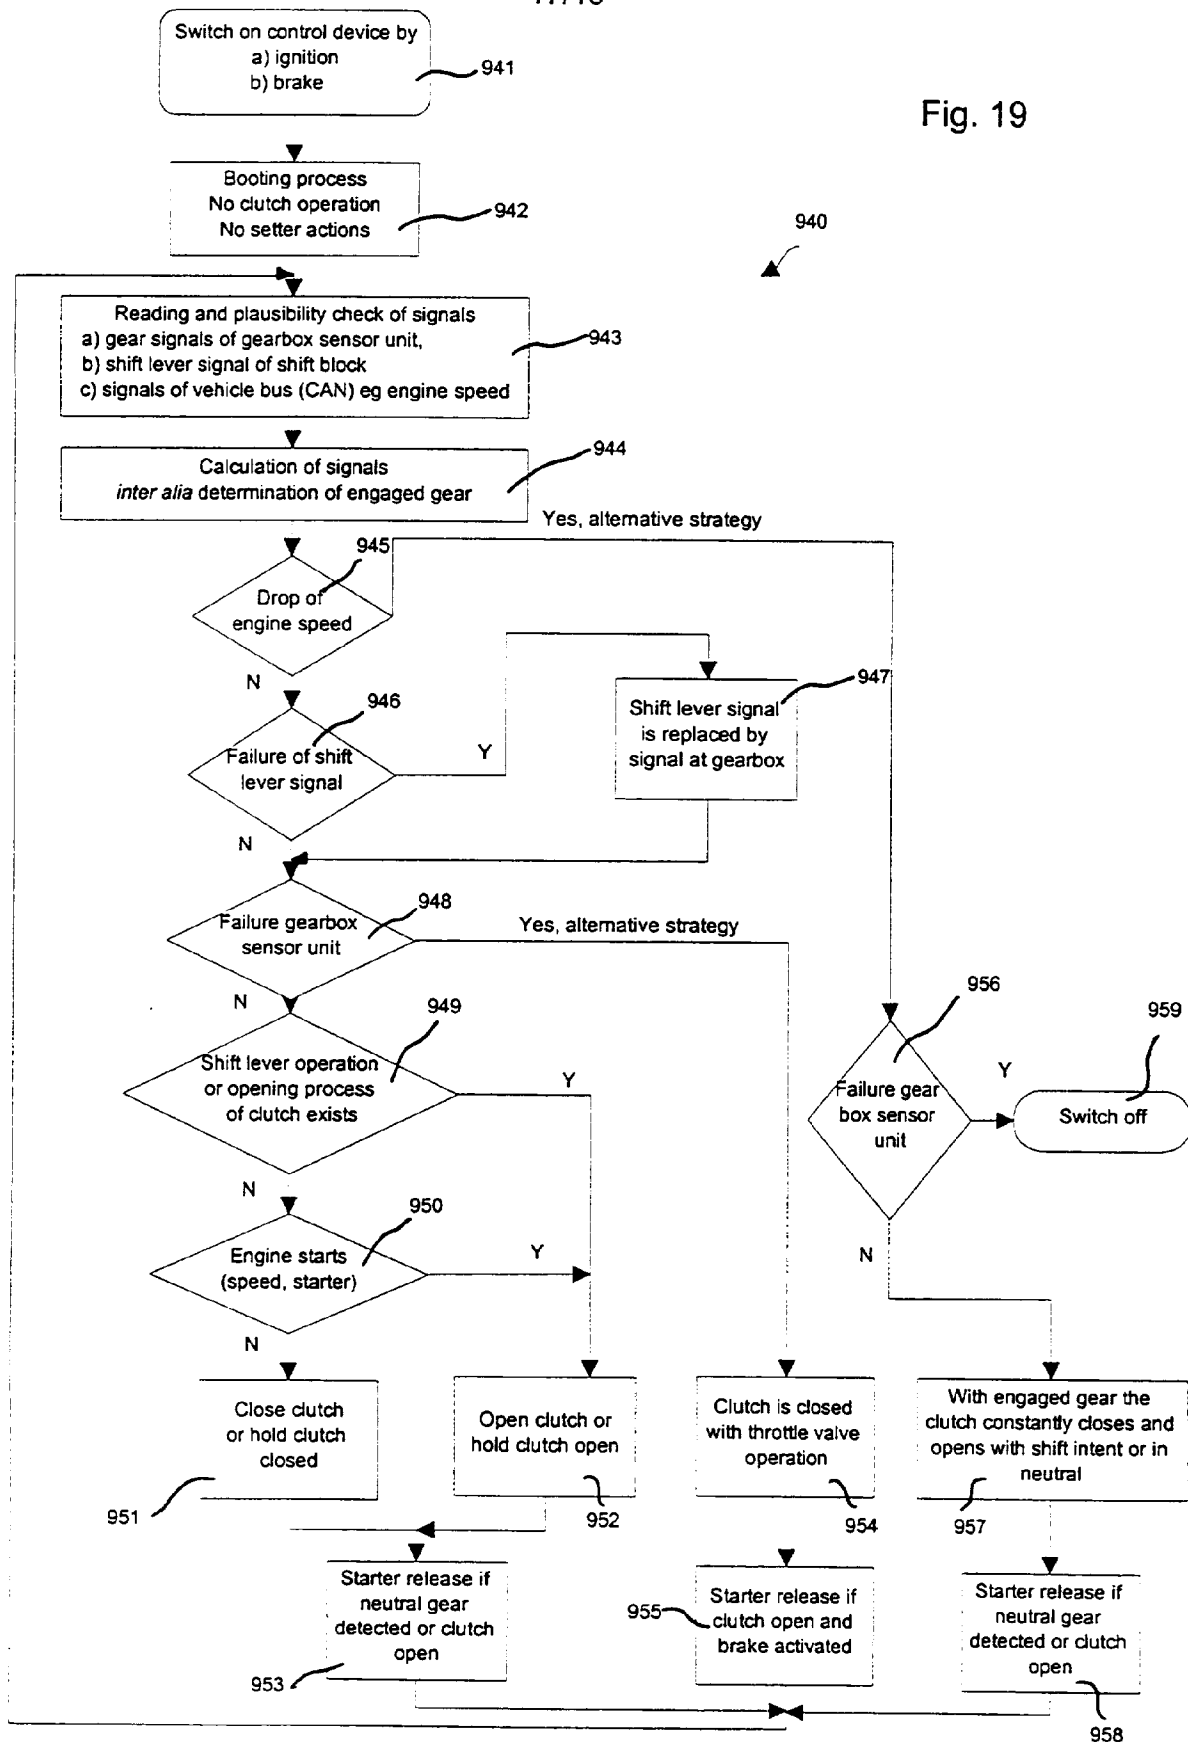 Switch on control device by
a) ignition
b) brake
941
Fig. 19
Booting process
No clutch operation
No setter actions
942
940
Reading and plausibility check of signals
a) gear signals of gearbox sensor unit,
b) shift lever signal of shift block
c) signals of vehicle bus (CAN) eg engine speed
943
Calculation of signals
inter alia determination of engaged gear
944
Yes, alternative strategy
945
Drop of
engine speed
N
946
Failure of shift
lever signal
Y
947
Shift lever signal
is replaced by
signal at gearbox
N
948
Failure gearbox
sensor unit
Yes, alternative strategy
N
949
Shift lever operation
or opening process
of clutch exists
Y
956
Failure gear
box sensor
unit
Y
959
Switch off
N
950
Engine starts
(speed, starter)
Y
N
N
Close clutch
or hold clutch
closed
951
Open clutch or
hold clutch open
952
Clutch is closed
with throttle valve
operation
954
With engaged gear the
clutch constantly closes and
opens with shift intent or in
neutral
957
Starter release if
neutral gear
detected or clutch
open
953
Starter release if
clutch open and
brake activated
955
Starter release if
neutral gear
detected or clutch
open
958